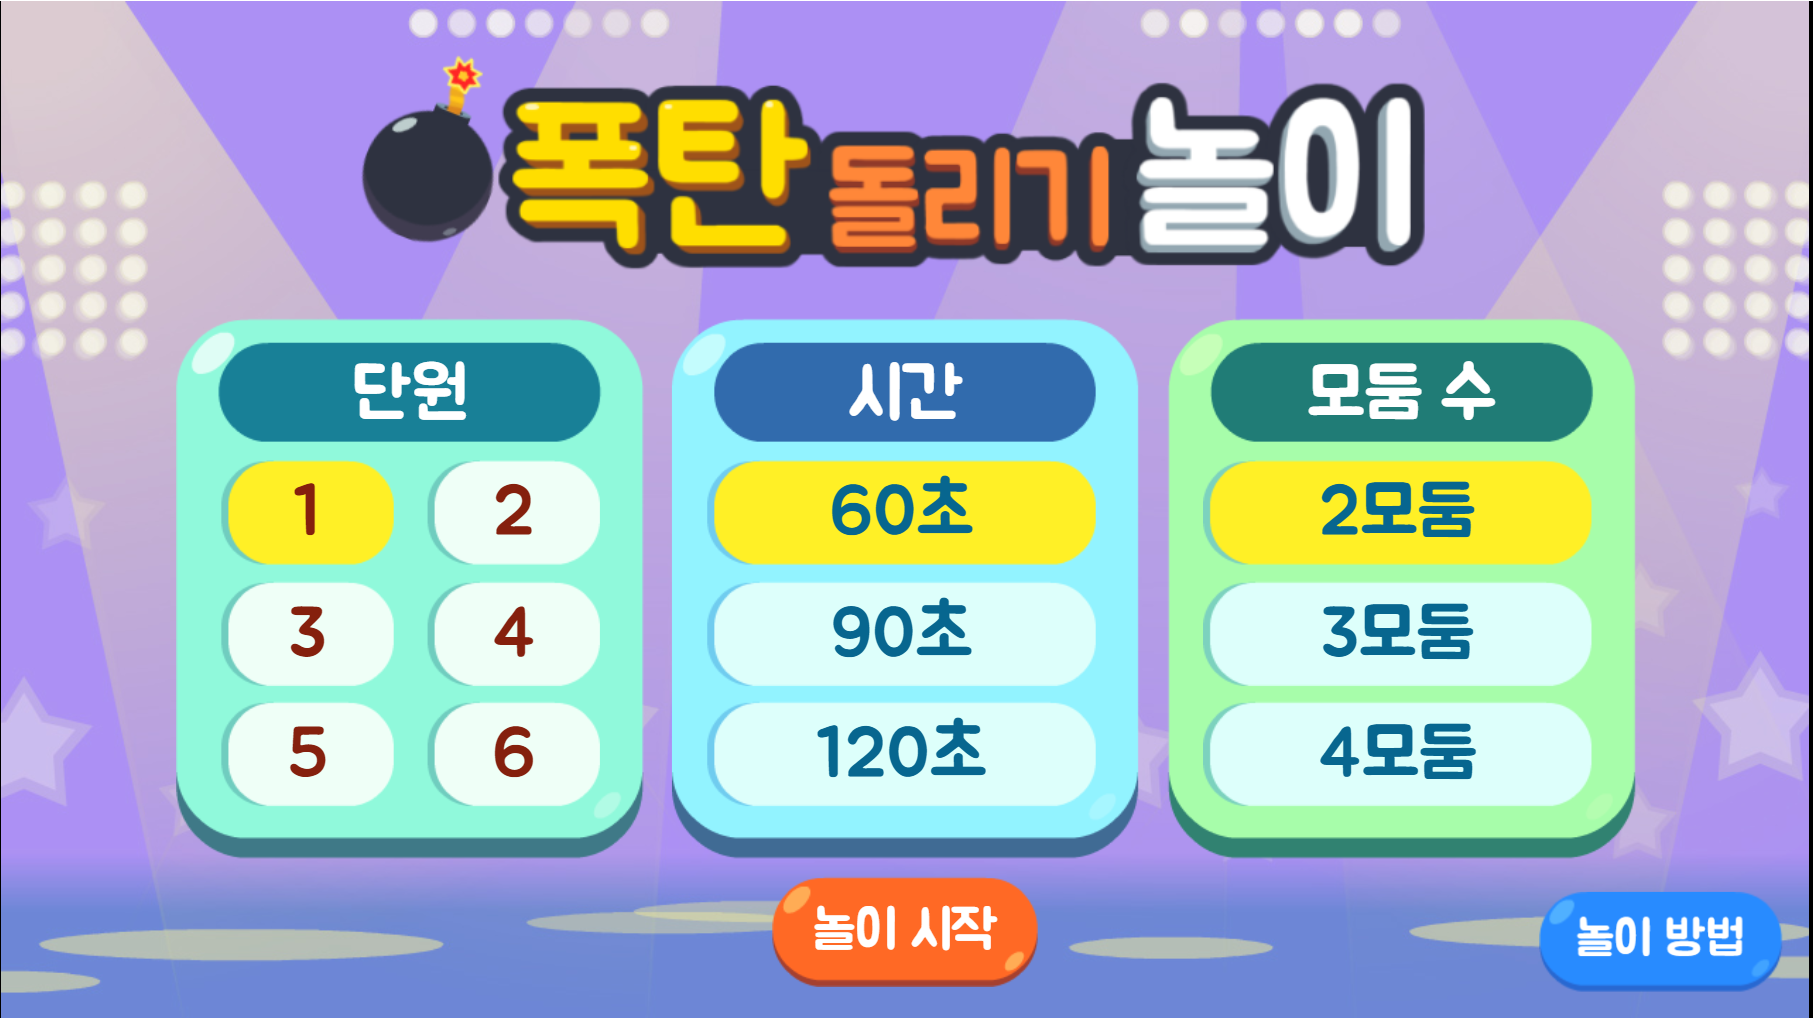 폭탄 돌리기 놀이
단원
1 2
3 4
5 6
시간
60초
90초
120초
모둠 수
2모둠
3모둠
4모둠
놀이 시작
놀이 방법